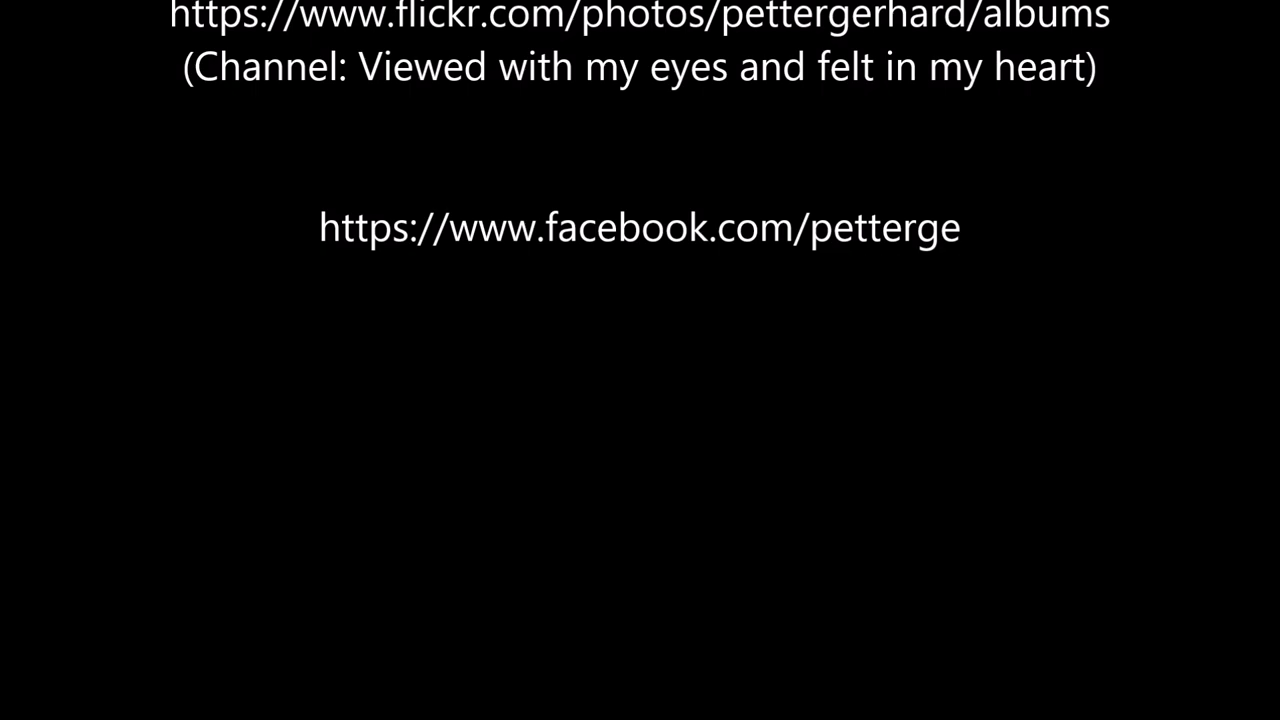 https://www.flickr.com/photos/pettergerhard/albums
(Channel: Viewed with my eyes and felt in my heart)
https://www.facebook.com/petterge